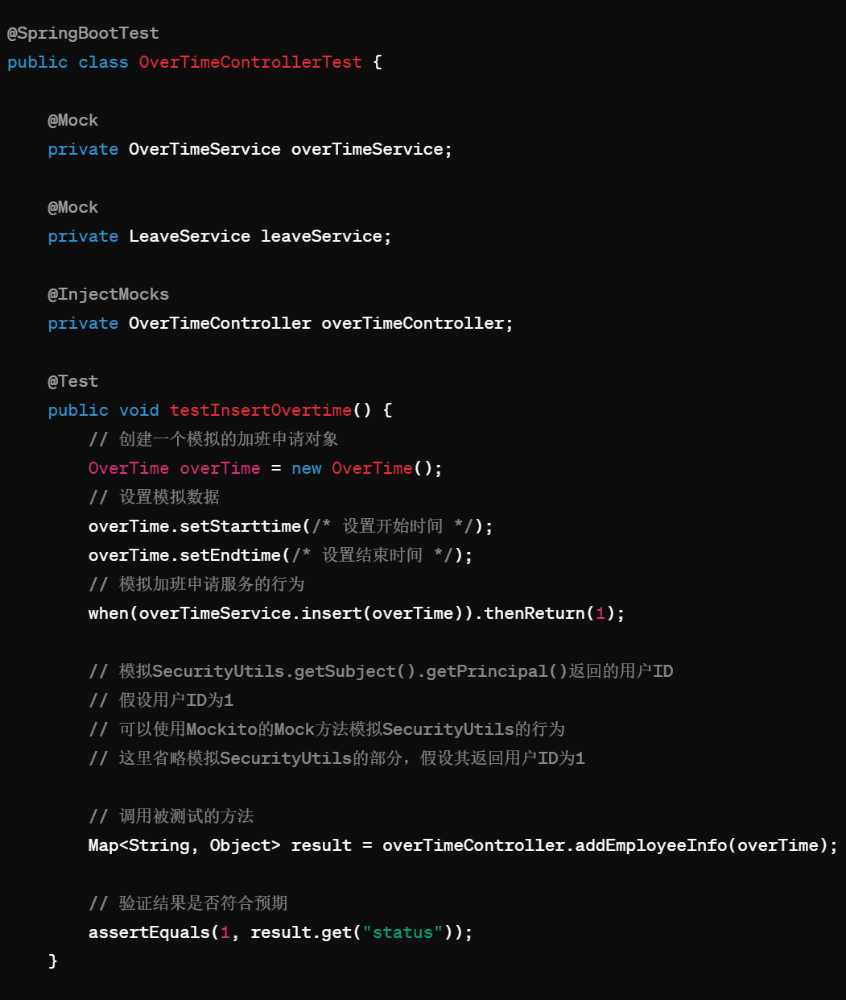 @SpringBootTest
public class OverTimeControllerTest {
@Mock
private OverTimeService overTimeService;
@Mock
private LeaveService leaveService;
@InjectMocks
private OverTimeController overTimeController;
@Test
public void testInsertOvertime() {
// 创建一个模拟的加班申请对象
OverTime overTime = new OverTime();
// 设置模拟数据
overTime.setStarttime(/* 设置开始时间 */);
overTime.setEndtime(/* 设置结束时间 */);
// 模拟加班申请服务的行为
when(overTimeService.insert(overTime)).thenReturn(1);
// 模拟SecurityUtils.getSubject().getPrincipal()返回的用户ID
// 假设用户ID为1
// 可以使用Mockito的Mock方法模拟SecurityUtils的行为
// 这里省略模拟SecurityUtils的部分，假设其返回用户ID为1
// 调用被测试的方法
Map<String, Object> result = overTimeController.addEmployeeInfo(overTime);
// 验证结果是否符合预期
assertEquals(1, result.get("status"));
}